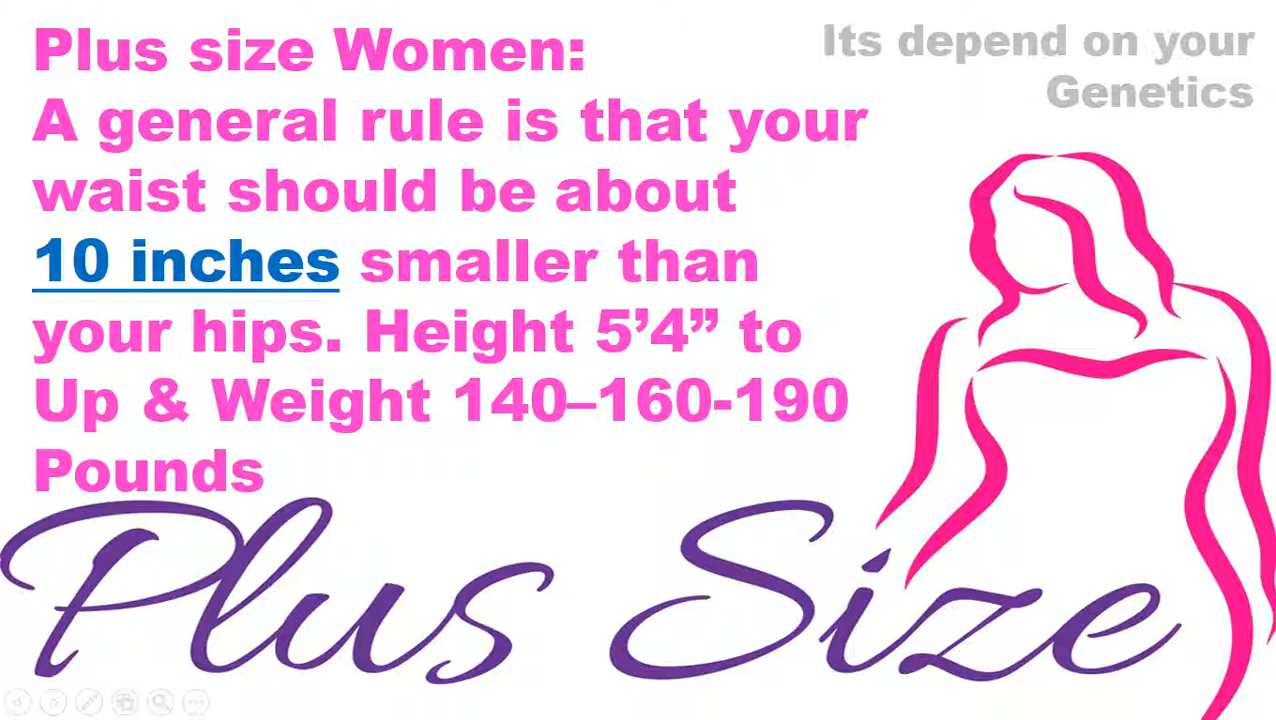 Plus size Women:
A general rule is that your
waist should be about
10 inches smaller than
your hips. Height 5’4” to
Up & Weight 140–160-190
Pounds
Its depend on your
Genetics
Plus Size